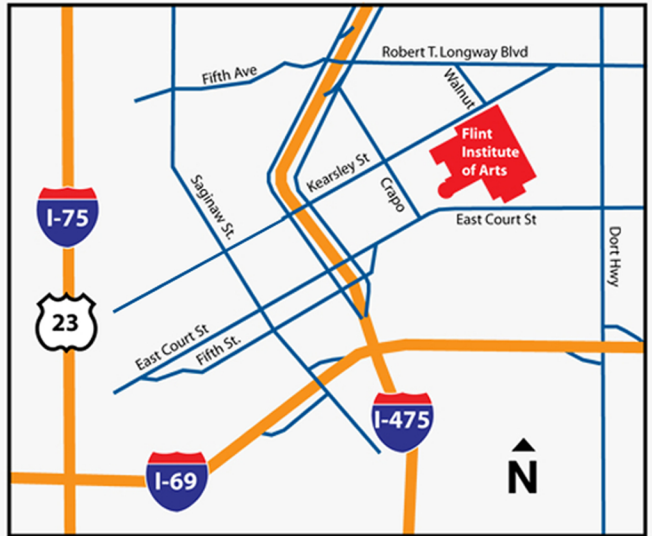 Robert T. Longway Blvd
Fifth Ave
Walnut
Flint
Institute
of Arts
Kearsley St
Crapo
Saginaw St.
I-75
East Court St
Dort Hwy
23
East Court St
Fifth St.
I-475
I-69
N